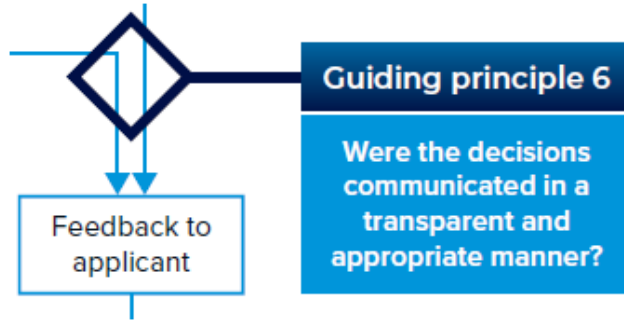 Guiding principle 6
Were the decisions
communicated in a
transparent and
appropriate manner?
Feedback to
applicant